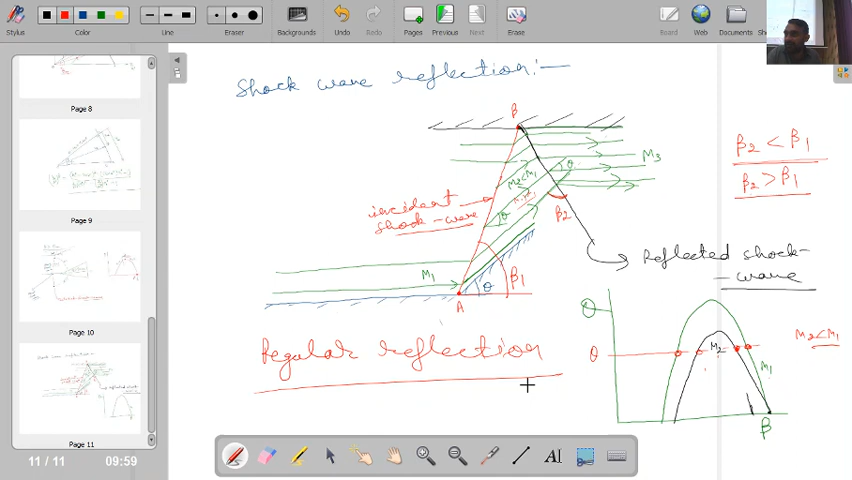 Stylus
Color
Line
Eraser
Backgrounds
Undo
Pages
Previous
Next
Erase
Board
Web
Documents
Page 8
Page 9
Page 10
Page 11
11 / 11
09:59
Shock wave reflection:-
B
M3
θ
M2<M1
incident
shock-wave
θ
β2
M1
β1
θ
A
β2 < β1
β2 > β1
Reflected shock-
-wave
Regular reflection
θ
θ
M2
M1
M2<M1
β